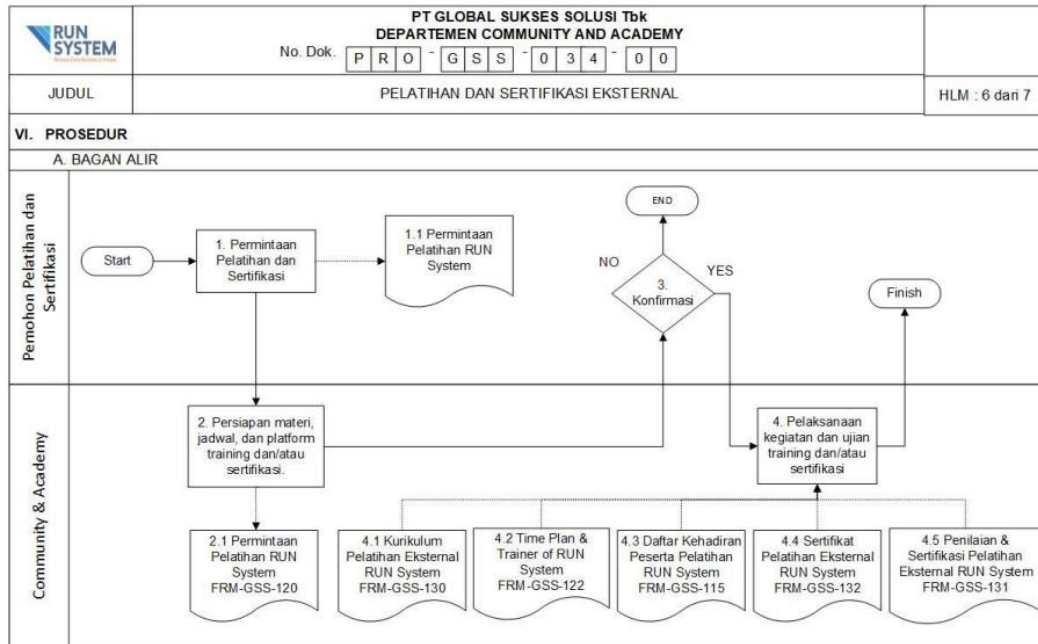 RUN
SYSTEM
PT GLOBAL SUKSES SOLUSI Tbk
DEPARTEMEN COMMUNITY AND ACADEMY
No. Dok. P R O - G S S - 0 3 4 - 0 0
JUDUL
PELATIHAN DAN SERTIFIKASI EKSTERNAL
HLM : 6 dari 7
VI. PROSEDUR
A. BAGAN ALIR
Pemohon Pelatihan dan
Sertifikasi
Start
1. Permintaan
Pelatihan dan
Sertifikasi
1.1 Permintaan
Pelatihan RUN
System
END
NO
YES
3.
Konfirmasi
Finish
Community & Academy
2. Persiapan materi,
jadwal, dan platform
training dan/atau
sertifikasi.
4. Pelaksanaan
kegiatan dan ujian
training dan/atau
sertifikasi
2.1 Permintaan
Pelatihan RUN
System
FRM-GSS-120
4.1 Kurikulum
Pelatihan Eksternal
RUN System
FRM-GSS-130
4.2 Time Plan &
Trainer of RUN
System
FRM-GSS-122
4.3 Daftar Kehadiran
Peserta Pelatihan
RUN System
FRM-GSS-115
4.4 Sertifikat
Pelatihan Eksternal
RUN System
FRM-GSS-132
4.5 Penilaian &
Sertifikasi Pelatihan
Eksternal RUN System
FRM-GSS-131